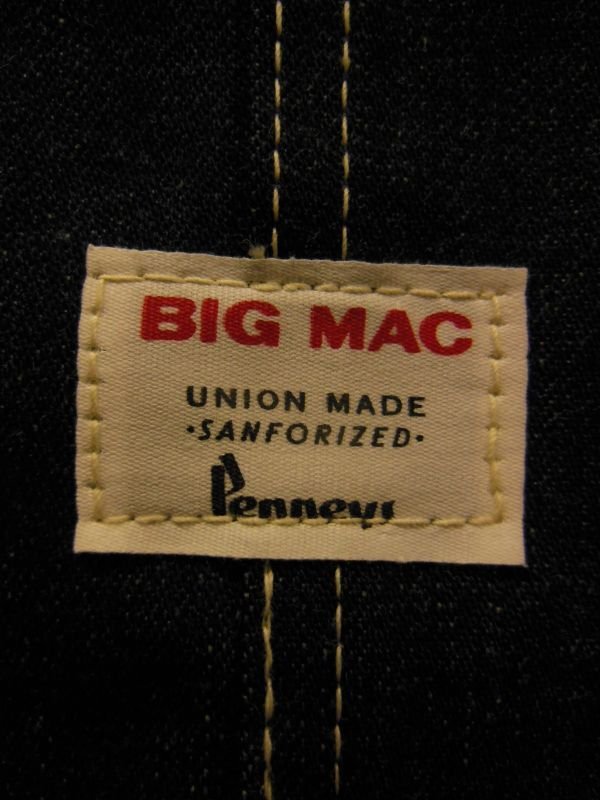 BIG MAC
UNION MADE
·SANFORIZED·
Penneys